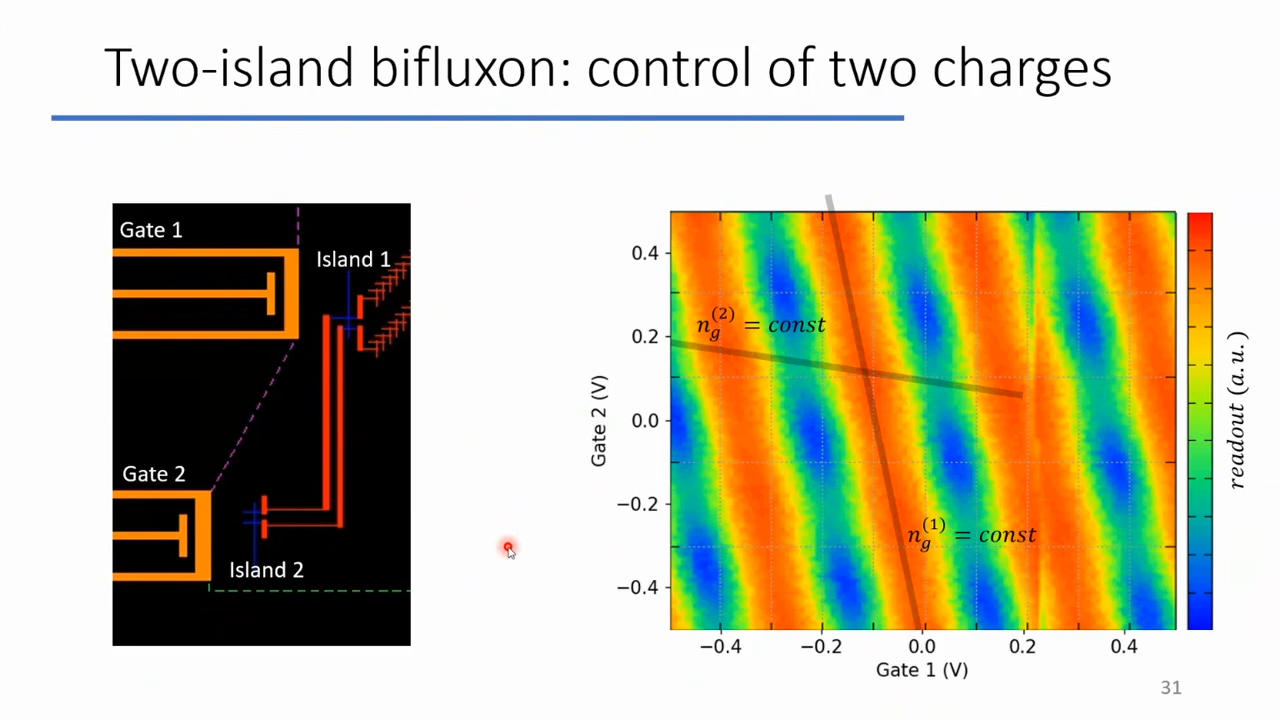 Two-island bifluxon: control of two charges
Gate 1
Island 1
Gate 2
Island 2
0.4
0.2
0.0
−0.2
−0.4
Gate 2 (V)
n_g^(2) = const
n_g^(1) = const
−0.4 −0.2 0.0 0.2 0.4
Gate 1 (V)
readout (a.u.)
31